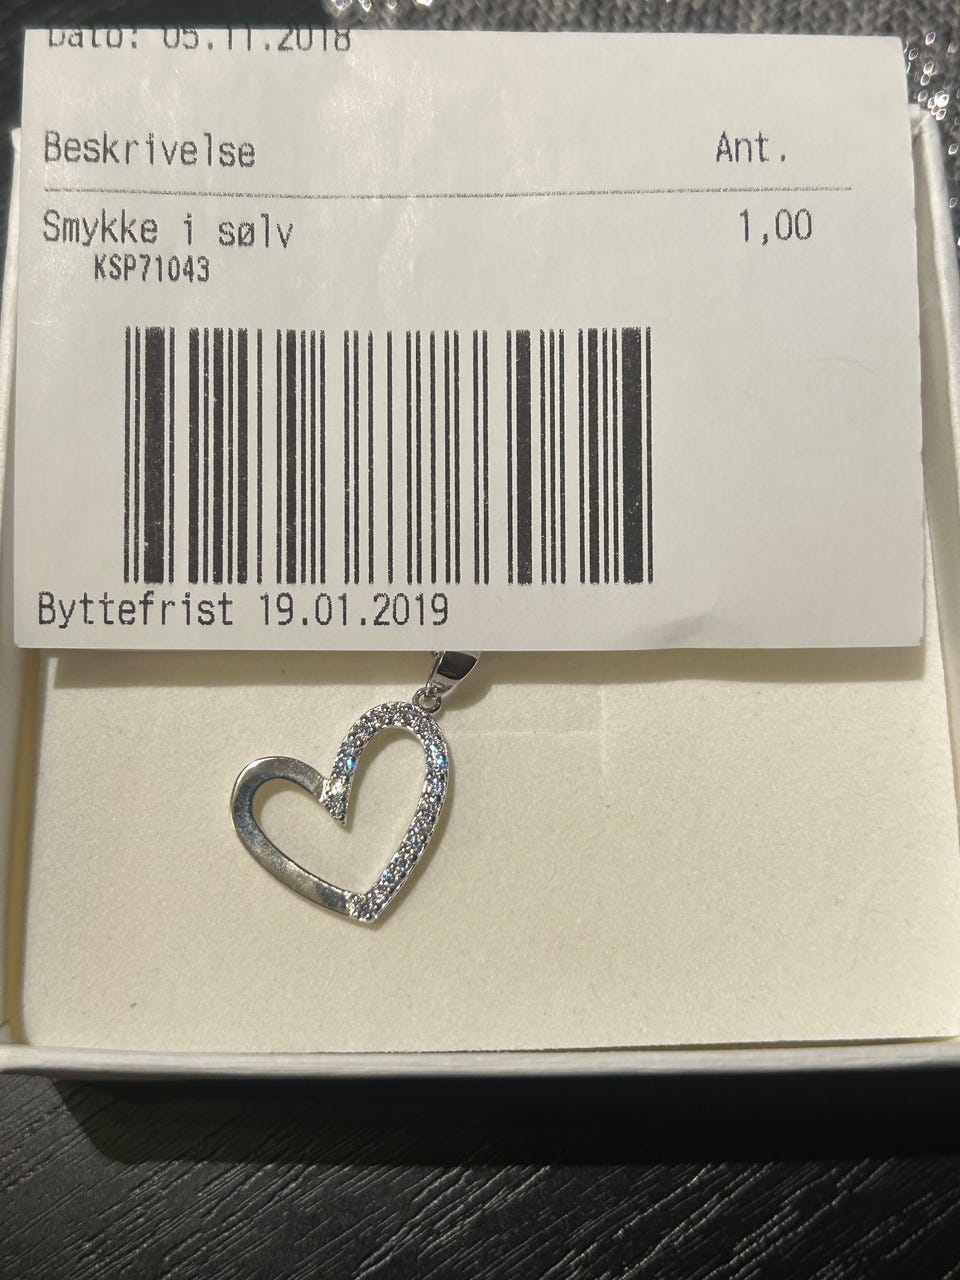 Dato: 05.11.2018
Beskrivelse Ant.
Smykke i sølv 1,00
KSP71043
Byttefrist 19.01.2019